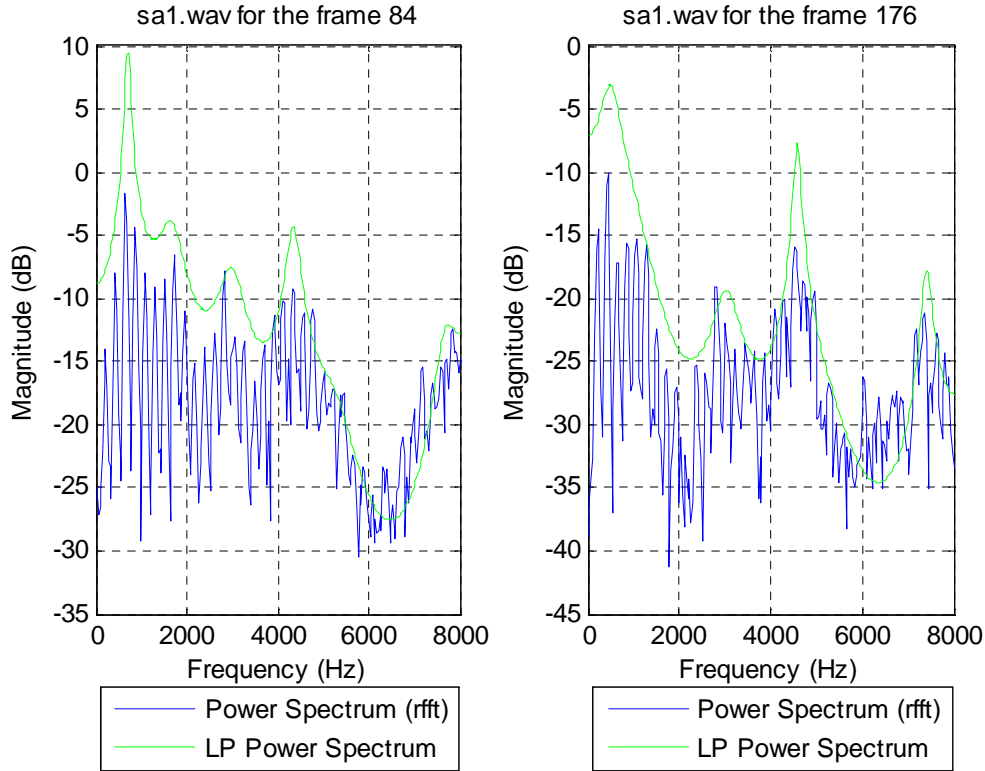 sa1.wav for the frame 84
10
5
0
-5
-10
-15
-20
-25
-30
-35
Magnitude (dB)
0 2000 4000 6000 8000
Frequency (Hz)
Power Spectrum (rfft)
LP Power Spectrum
sa1.wav for the frame 176
0
-5
-10
-15
-20
-25
-30
-35
-40
-45
Magnitude (dB)
0 2000 4000 6000 8000
Frequency (Hz)
Power Spectrum (rfft)
LP Power Spectrum